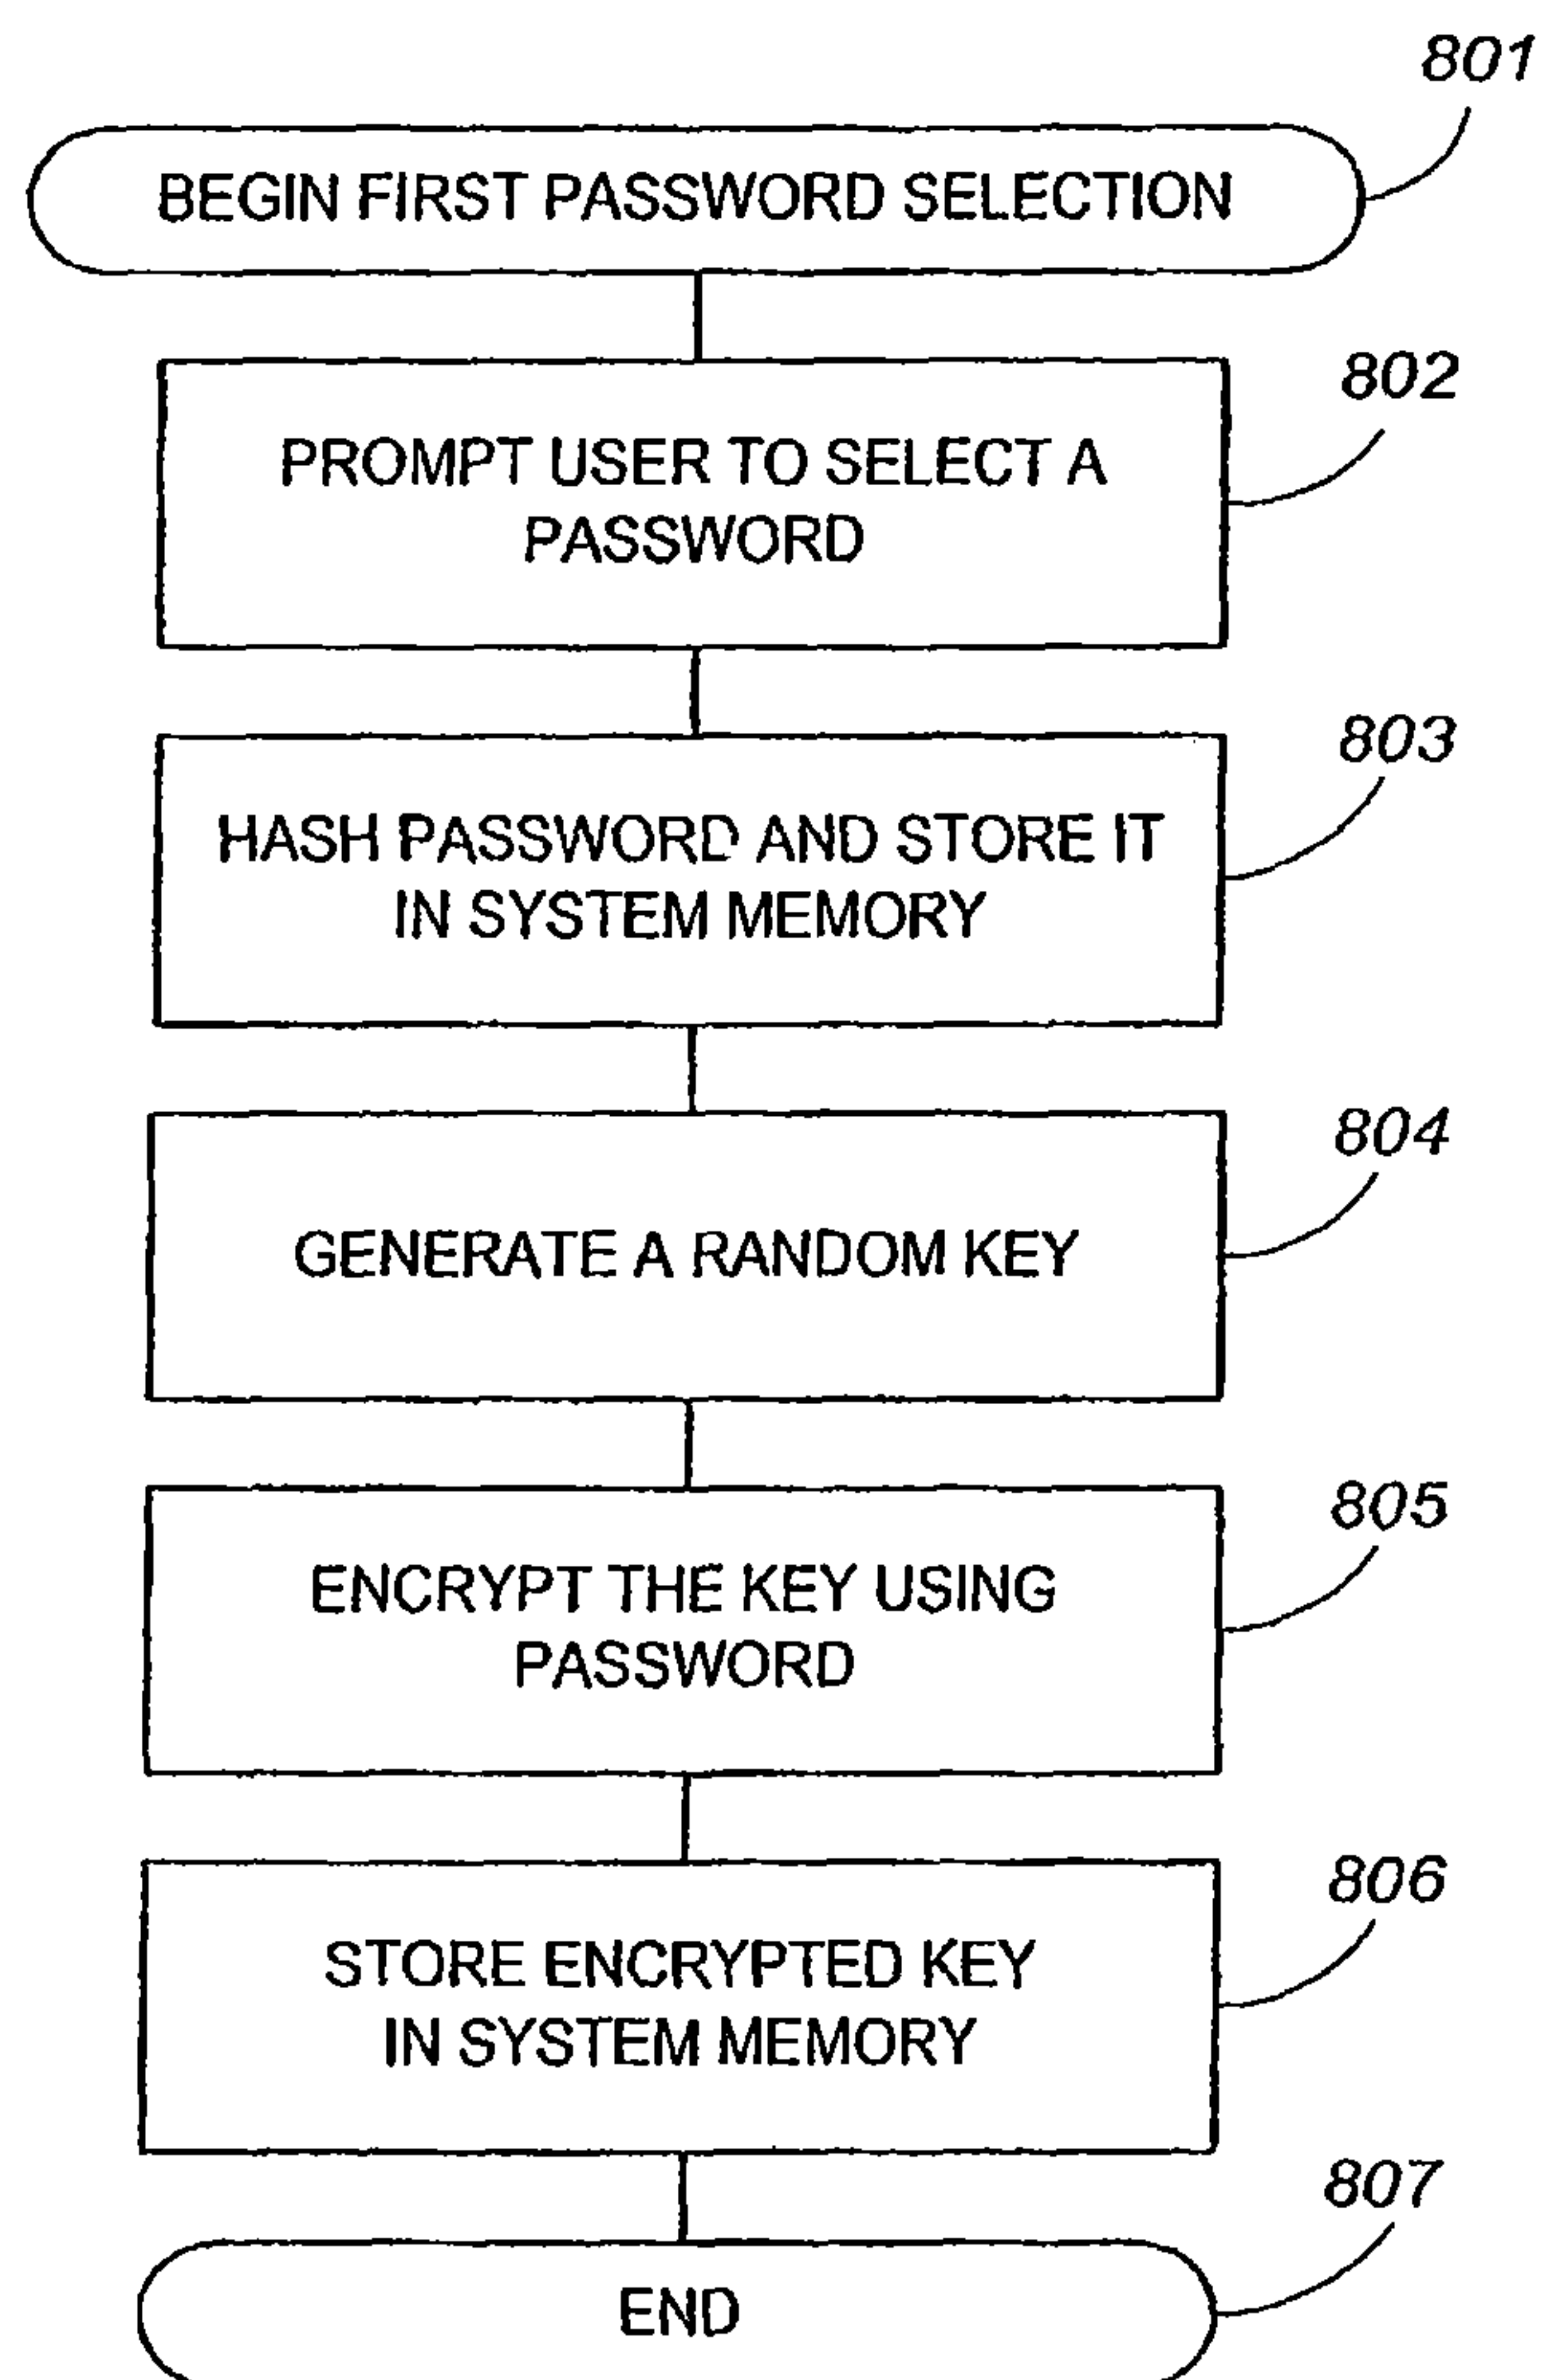 801
BEGIN FIRST PASSWORD SELECTION
802
PROMPT USER TO SELECT A
PASSWORD
803
HASH PASSWORD AND STORE IT
IN SYSTEM MEMORY
804
GENERATE A RANDOM KEY
805
ENCRYPT THE KEY USING
PASSWORD
806
STORE ENCRYPTED KEY
IN SYSTEM MEMORY
807
END